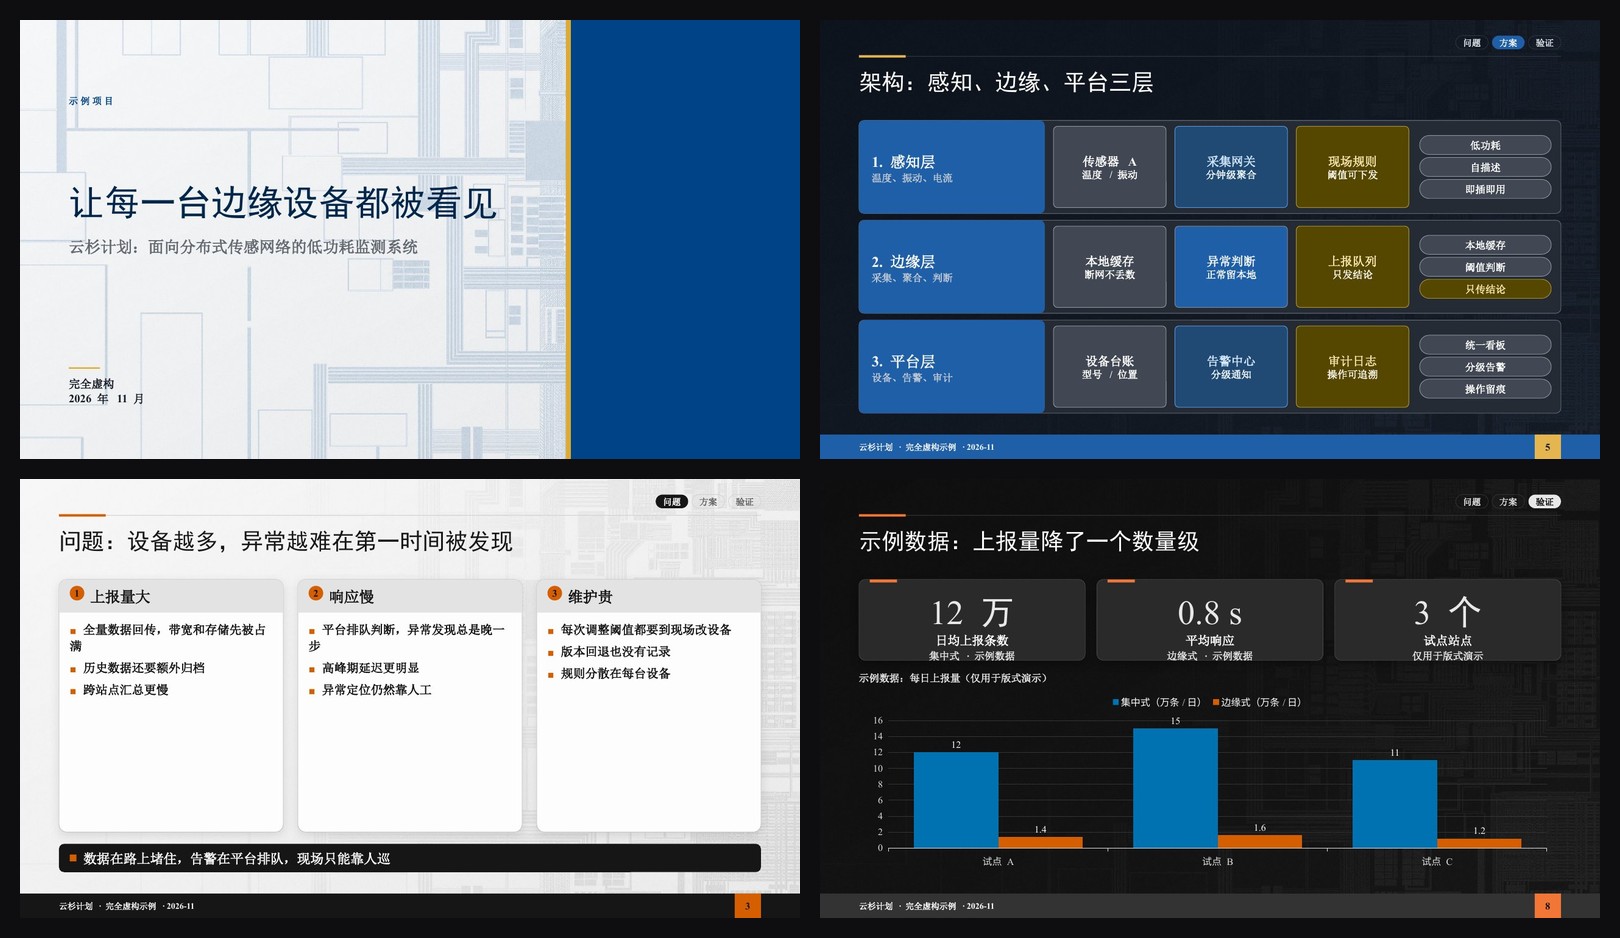 示例项目
让每一台边缘设备都被看见
云杉计划：面向分布式传感网络的低功耗监测系统
完全虚构
2026 年 11 月
问题 方案 验证
架构：感知、边缘、平台三层
1. 感知层
温度、振动、电流
传感器 A
温度 / 振动
采集网关
分钟级聚合
现场规则
阈值可下发
低功耗
自描述
即插即用
2. 边缘层
采集、聚合、判断
本地缓存
断网不丢数
异常判断
正常留本地
上报队列
只发结论
本地缓存
阈值判断
只传结论
3. 平台层
设备、告警、审计
设备台账
型号 / 位置
告警中心
分级通知
审计日志
操作可追溯
统一看板
分级告警
操作留痕
云杉计划 · 完全虚构示例 · 2026-11
5
问题 方案 验证
问题：设备越多，异常越难在第一时间被发现
1 上报量大
全量数据回传，带宽和存储先被占
满
历史数据还要额外归档
跨站点汇总更慢
2 响应慢
平台排队判断，异常发现总是晚一
步
高峰期延迟更明显
异常定位仍然靠人工
3 维护贵
每次调整阈值都要到现场改设备
版本回退也没有记录
规则分散在每台设备
数据在路上堵住，告警在平台排队，现场只能靠人巡
云杉计划 · 完全虚构示例 · 2026-11
3
问题 方案 验证
示例数据：上报量降了一个数量级
12 万
日均上报条数
集中式 · 示例数据
0.8 s
平均响应
边缘式 · 示例数据
3 个
试点站点
仅用于版式演示
示例数据：每日上报量（仅用于版式演示）
集中式（万条 / 日） 边缘式（万条 / 日）
16
14
12
10
8
6
4
2
0
12
1.4
15
1.6
11
1.2
试点 A
试点 B
试点 C
云杉计划 · 完全虚构示例 · 2026-11
8